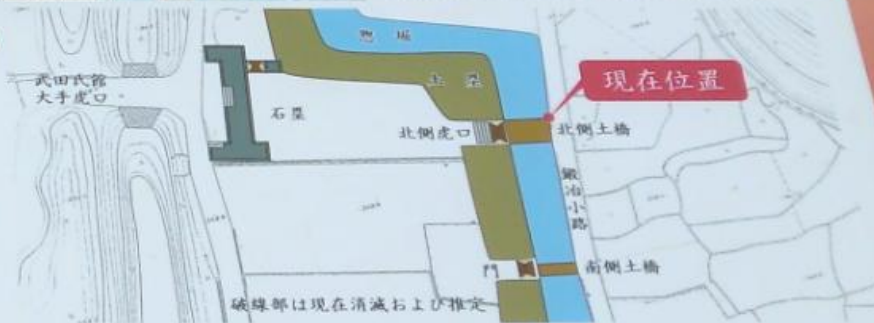 惣堀
土塁
現在位置
武田氏館
大手虎口
石塁
北側虎口
北側土橋
鍛冶小路
門
南側土橋
破線部は現在消滅および推定